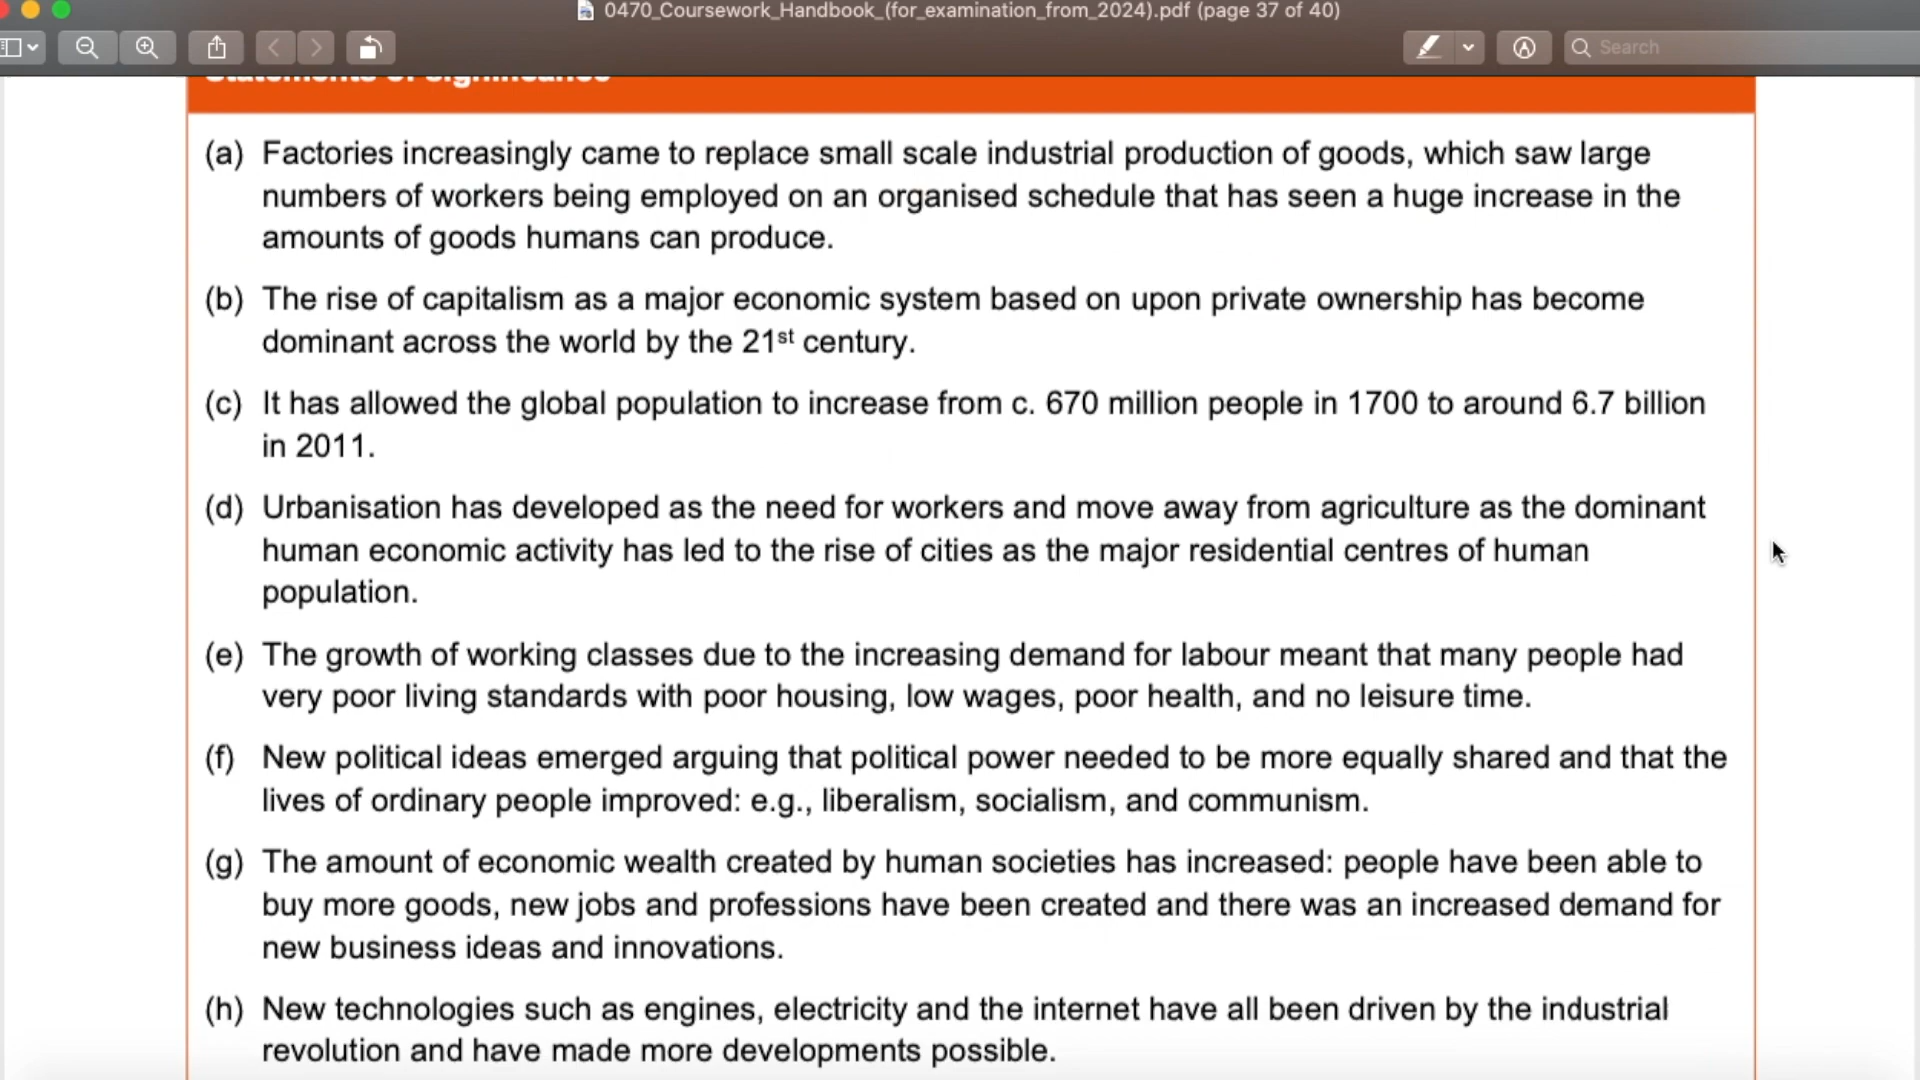 0470_Coursework_Handbook_(for_examination_from_2024).pdf (page 37 of 40)
Search
Statements of significance
(a) Factories increasingly came to replace small scale industrial production of goods, which saw large
numbers of workers being employed on an organised schedule that has seen a huge increase in the
amounts of goods humans can produce.
(b) The rise of capitalism as a major economic system based on upon private ownership has become
dominant across the world by the 21st century.
(c) It has allowed the global population to increase from c. 670 million people in 1700 to around 6.7 billion
in 2011.
(d) Urbanisation has developed as the need for workers and move away from agriculture as the dominant
human economic activity has led to the rise of cities as the major residential centres of human
population.
(e) The growth of working classes due to the increasing demand for labour meant that many people had
very poor living standards with poor housing, low wages, poor health, and no leisure time.
(f) New political ideas emerged arguing that political power needed to be more equally shared and that the
lives of ordinary people improved: e.g., liberalism, socialism, and communism.
(g) The amount of economic wealth created by human societies has increased: people have been able to
buy more goods, new jobs and professions have been created and there was an increased demand for
new business ideas and innovations.
(h) New technologies such as engines, electricity and the internet have all been driven by the industrial
revolution and have made more developments possible.